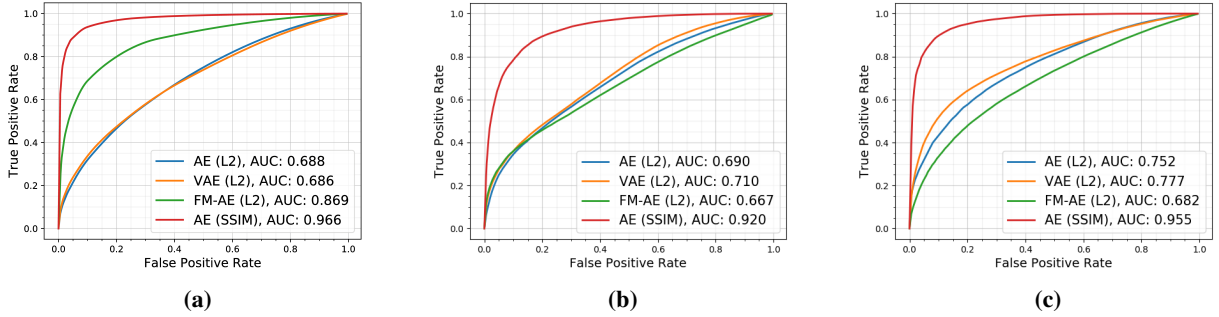 1.0
0.8
0.6
0.4
0.2
0.0
True Positive Rate
AE (L2), AUC: 0.688
VAE (L2), AUC: 0.686
FM-AE (L2), AUC: 0.869
AE (SSIM), AUC: 0.966
0.0 0.2 0.4 0.6 0.8 1.0
False Positive Rate
(a)
1.0
0.8
0.6
0.4
0.2
0.0
True Positive Rate
AE (L2), AUC: 0.690
VAE (L2), AUC: 0.710
FM-AE (L2), AUC: 0.667
AE (SSIM), AUC: 0.920
0.0 0.2 0.4 0.6 0.8 1.0
False Positive Rate
(b)
1.0
0.8
0.6
0.4
0.2
0.0
True Positive Rate
AE (L2), AUC: 0.752
VAE (L2), AUC: 0.777
FM-AE (L2), AUC: 0.682
AE (SSIM), AUC: 0.955
0.0 0.2 0.4 0.6 0.8 1.0
False Positive Rate
(c)